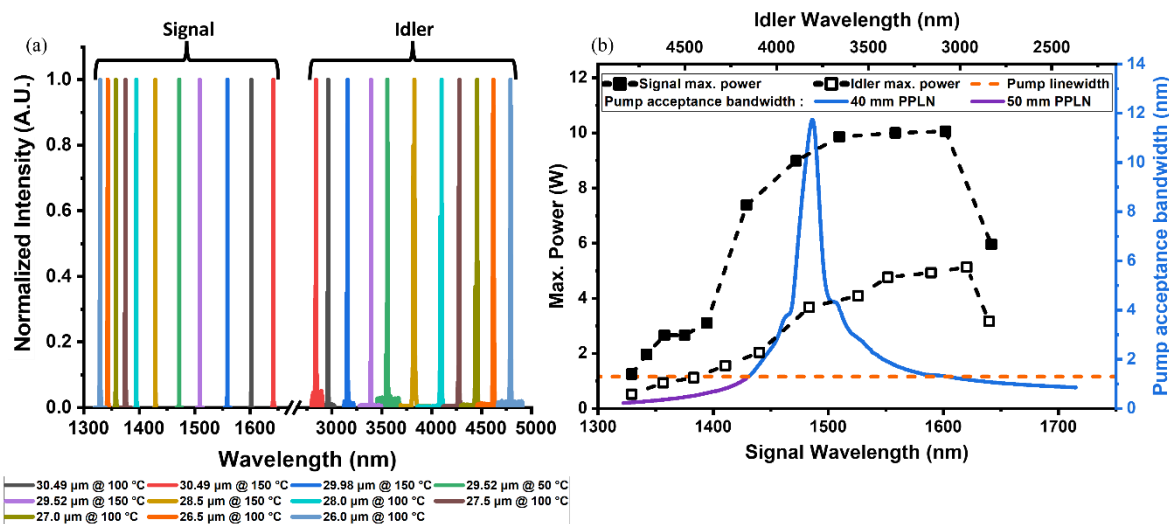 (a)
Signal
Idler
Normalized Intensity (A.U.)
1.0
0.8
0.6
0.4
0.2
0.0
1300 1400 1500 1600 3000 3500 4000 4500 5000
Wavelength (nm)
30.49 µm @ 100 °C 30.49 µm @ 150 °C 29.98 µm @ 150 °C 29.52 µm @ 50 °C
29.52 µm @ 150 °C 28.5 µm @ 150 °C 28.0 µm @ 100 °C 27.5 µm @ 100 °C
27.0 µm @ 100 °C 26.5 µm @ 100 °C 26.0 µm @ 100 °C
(b)
Idler Wavelength (nm)
4500 4100 3700 3300 2900 2500
Signal max. power Idler max. power Pump linewidth
Pump acceptance bandwidth : 40 mm PPLN 50 mm PPLN
Max. Power (W)
12
10
8
6
4
2
0
Pump acceptance bandwidth (nm)
14
12
10
8
6
4
2
0
1300 1400 1500 1600 1700
Signal Wavelength (nm)